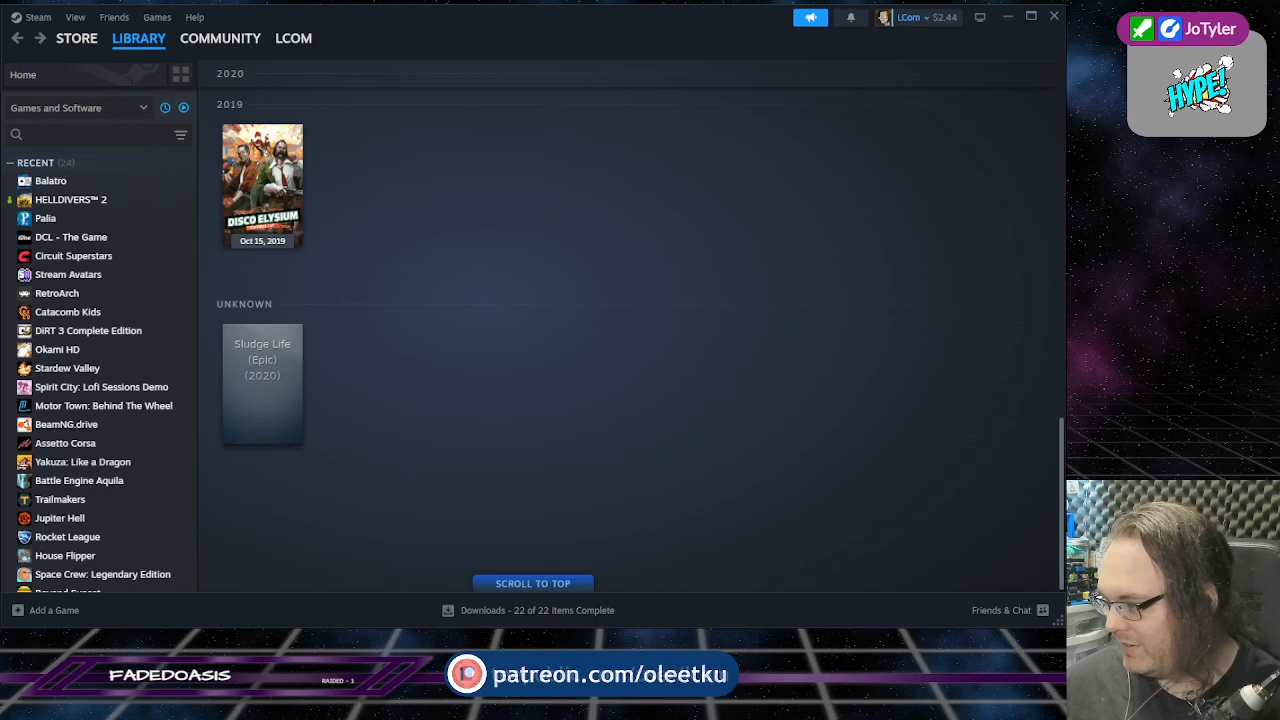 Steam View Friends Games Help
LCom $2.44
STORE LIBRARY COMMUNITY LCOM
JoTyler
HYPE!
Home
Games and Software
RECENT (24)
Balatro
HELLDIVERS™ 2
Palia
DCL - The Game
Circuit Superstars
Stream Avatars
RetroArch
Catacomb Kids
DiRT 3 Complete Edition
Okami HD
Stardew Valley
Spirit City: Lofi Sessions Demo
Motor Town: Behind The Wheel
BeamNG.drive
Assetto Corsa
Yakuza: Like a Dragon
Battle Engine Aquila
Trailmakers
Jupiter Hell
Rocket League
House Flipper
Space Crew: Legendary Edition
2020
2019
DISCO ELYSIUM
Oct 15, 2019
UNKNOWN
Sludge Life
(Epic)
(2020)
SCROLL TO TOP
Add a Game
Downloads - 22 of 22 Items Complete
Friends & Chat
FADEDOASIS
RAIDED - 1
patreon.com/oleetku